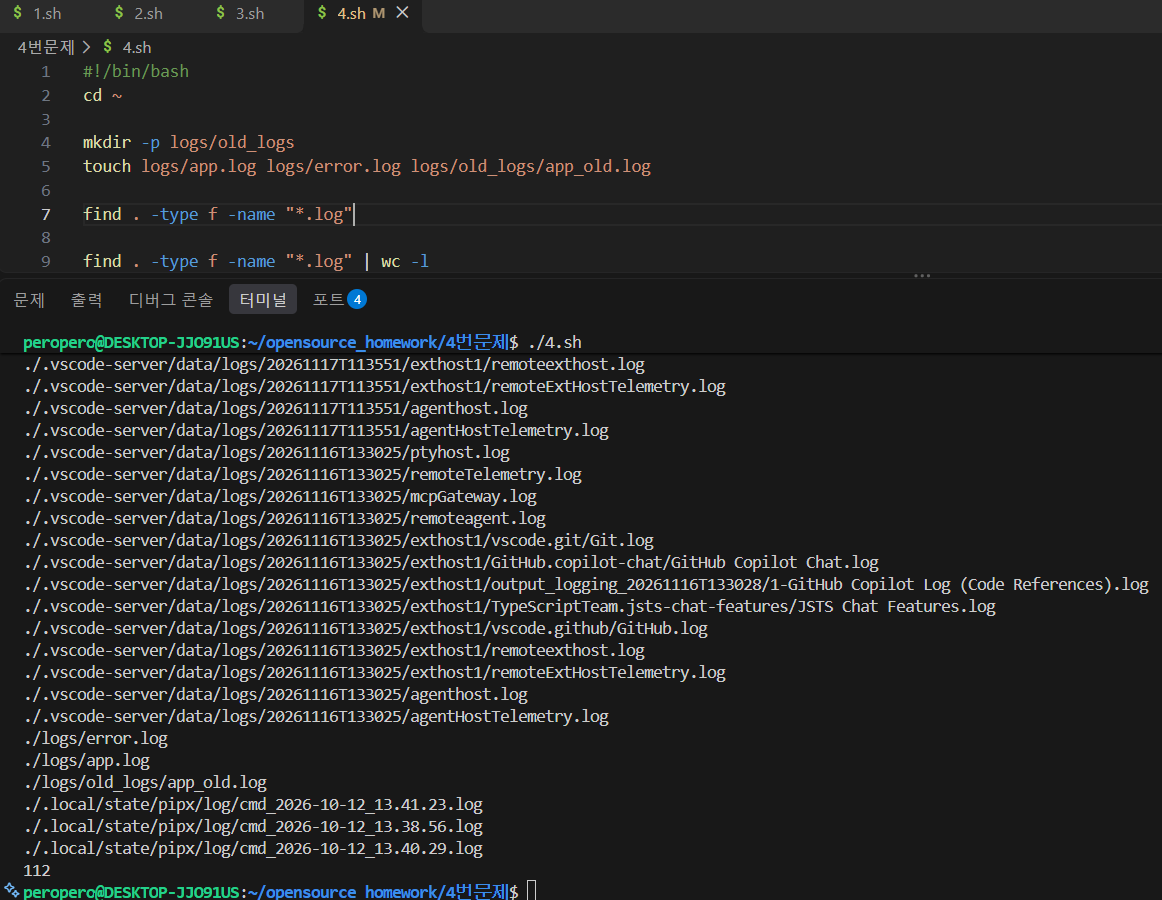 $ 1.sh $ 2.sh $ 3.sh $ 4.sh M ×
4번문제 > $ 4.sh
1 #!/bin/bash
2 cd ~
3
4 mkdir -p logs/old_logs
5 touch logs/app.log logs/error.log logs/old_logs/app_old.log
6
7 find . -type f -name "*.log"
8
9 find . -type f -name "*.log" | wc -l
문제 출력 디버그 콘솔 터미널 포트 4
peropero@DESKTOP-JJO91US:~/opensource_homework/4번문제$ ./4.sh
./.vscode-server/data/logs/20261117T113551/exthost1/remoteexthost.log
./.vscode-server/data/logs/20261117T113551/exthost1/remoteExtHostTelemetry.log
./.vscode-server/data/logs/20261117T113551/agenthost.log
./.vscode-server/data/logs/20261117T113551/agentHostTelemetry.log
./.vscode-server/data/logs/20261116T133025/ptyhost.log
./.vscode-server/data/logs/20261116T133025/remoteTelemetry.log
./.vscode-server/data/logs/20261116T133025/mcpGateway.log
./.vscode-server/data/logs/20261116T133025/remoteagent.log
./.vscode-server/data/logs/20261116T133025/exthost1/vscode.git/Git.log
./.vscode-server/data/logs/20261116T133025/exthost1/GitHub.copilot-chat/GitHub Copilot Chat.log
./.vscode-server/data/logs/20261116T133025/exthost1/output_logging_20261116T133028/1-GitHub Copilot Log (Code References).log
./.vscode-server/data/logs/20261116T133025/exthost1/TypeScriptTeam.jsts-chat-features/JSTS Chat Features.log
./.vscode-server/data/logs/20261116T133025/exthost1/vscode.github/GitHub.log
./.vscode-server/data/logs/20261116T133025/exthost1/remoteexthost.log
./.vscode-server/data/logs/20261116T133025/exthost1/remoteExtHostTelemetry.log
./.vscode-server/data/logs/20261116T133025/agenthost.log
./.vscode-server/data/logs/20261116T133025/agentHostTelemetry.log
./logs/error.log
./logs/app.log
./logs/old_logs/app_old.log
./.local/state/pipx/log/cmd_2026-10-12_13.41.23.log
./.local/state/pipx/log/cmd_2026-10-12_13.38.56.log
./.local/state/pipx/log/cmd_2026-10-12_13.40.29.log
112
peropero@DESKTOP-JJO91US:~/opensource_homework/4번문제$